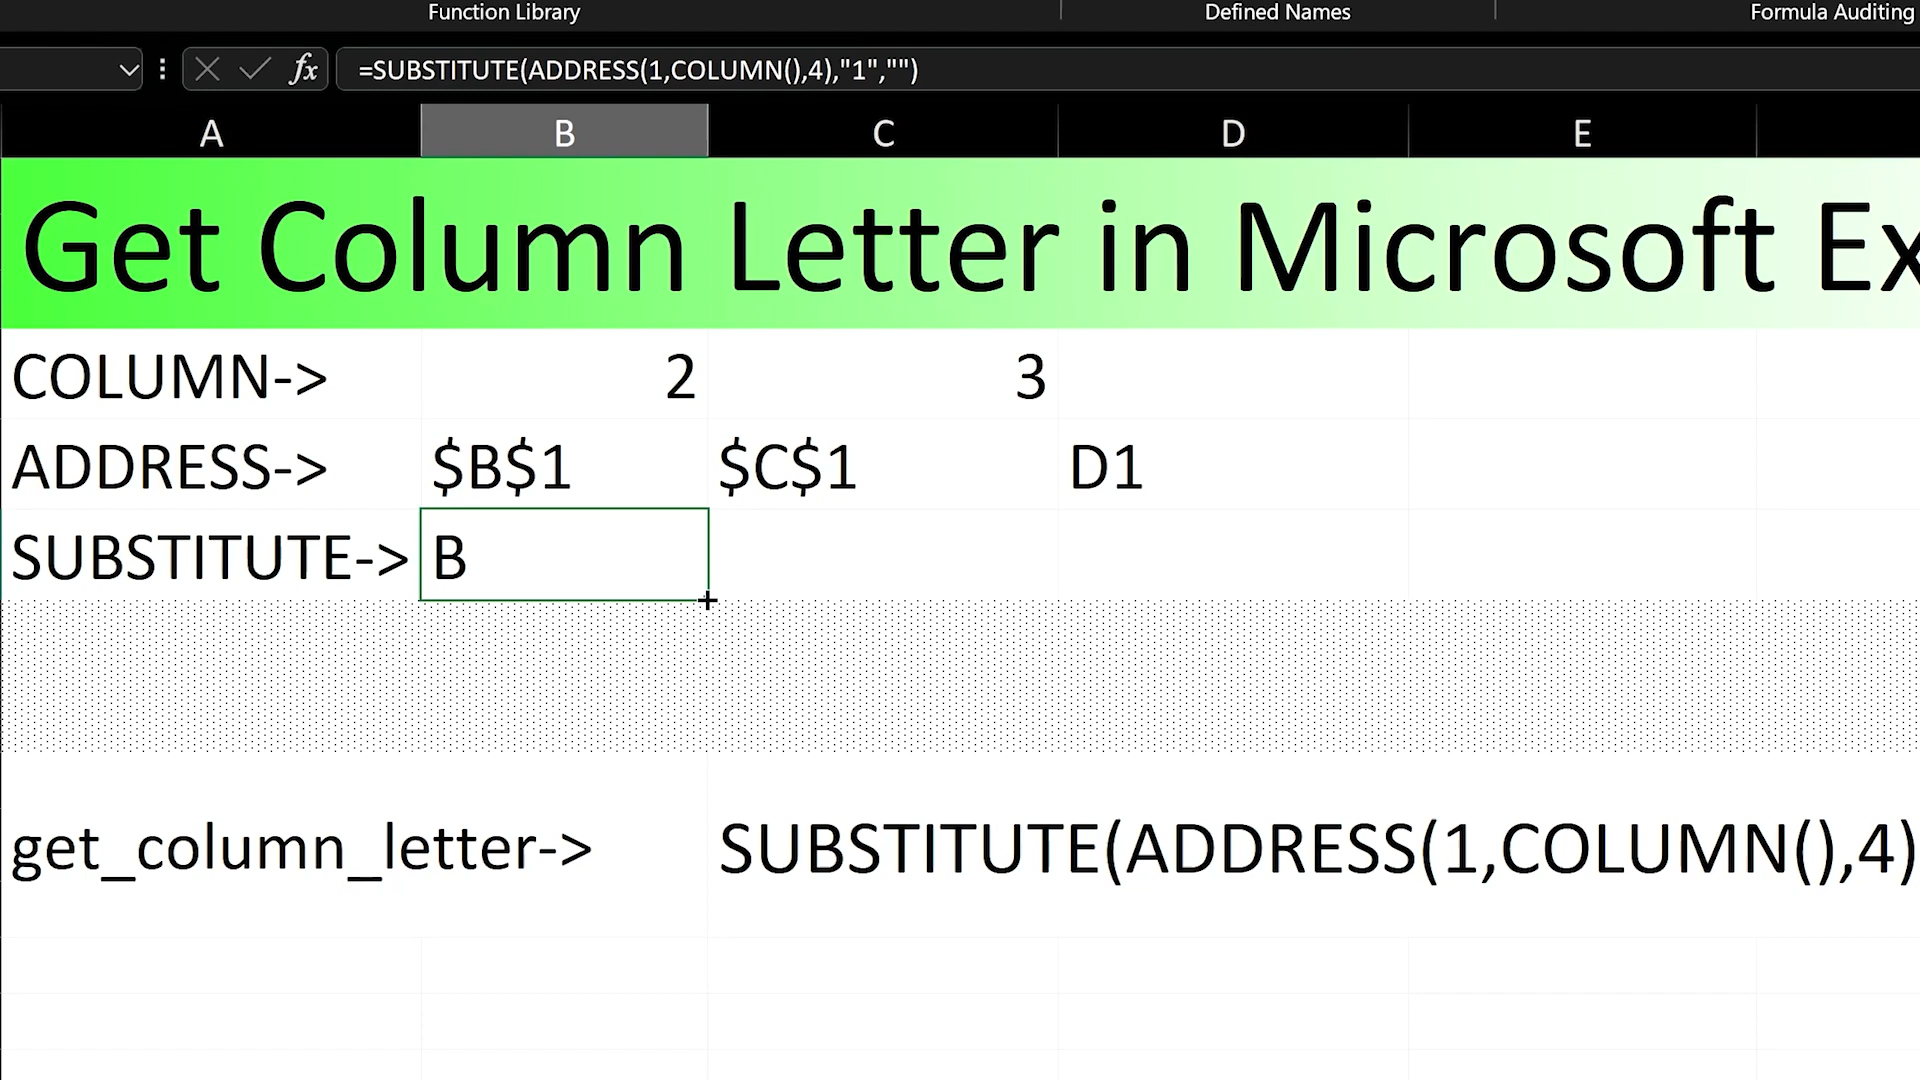 Function Library
Defined Names
Formula Auditing
fx
=SUBSTITUTE(ADDRESS(1,COLUMN(),4),"1","")
A B C D E
Get Column Letter in Microsoft Ex
COLUMN-> 2 3
ADDRESS-> $B$1 $C$1 D1
SUBSTITUTE-> B
get_column_letter-> SUBSTITUTE(ADDRESS(1,COLUMN(),4)